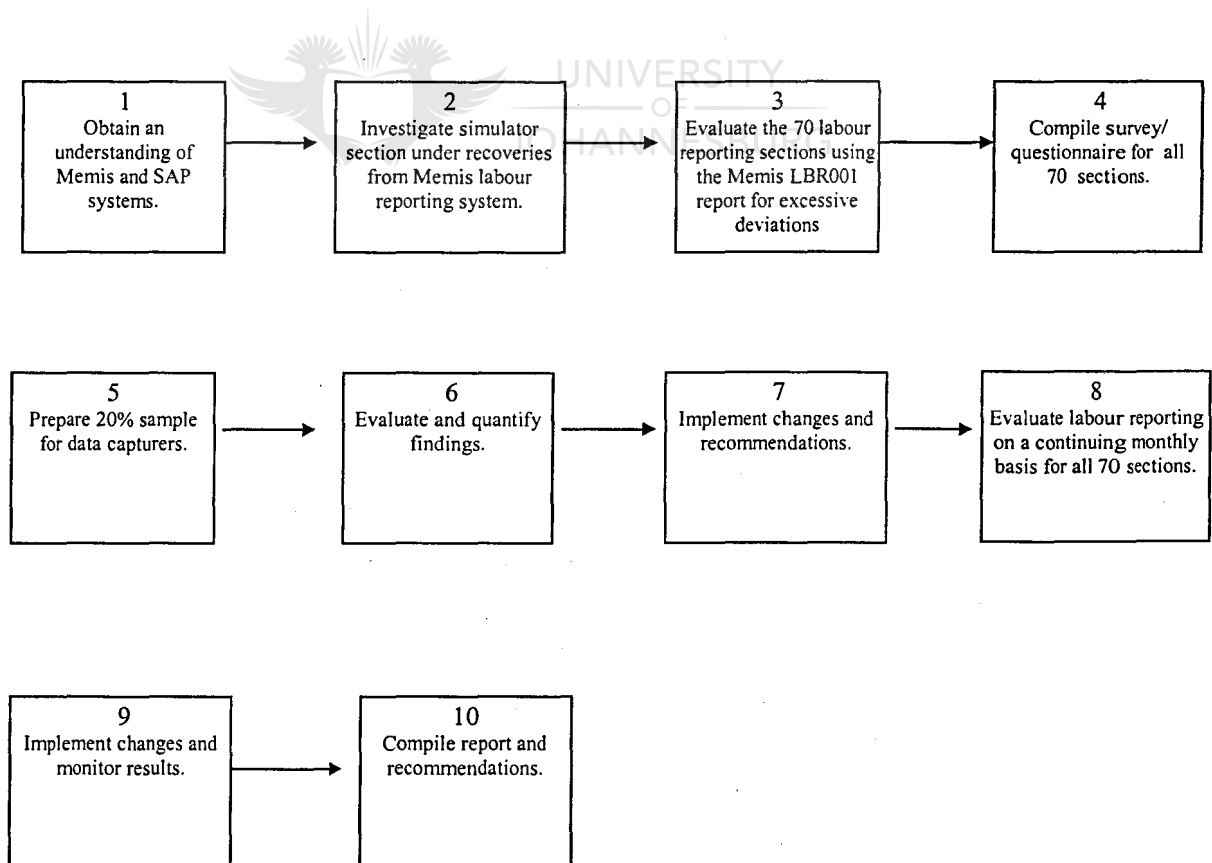 UNIVERSITY
OF
JOHANNESBURG
1
Obtain an
understanding of
Memis and SAP
systems.
2
Investigate simulator
section under recoveries
from Memis labour
reporting system.
3
Evaluate the 70 labour
reporting sections using
the Memis LBR001
report for excessive
deviations
4
Compile survey/
questionnaire for all
70 sections.
5
Prepare 20% sample
for data capturers.
6
Evaluate and quantify
findings.
7
Implement changes and
recommendations.
8
Evaluate labour reporting
on a continuing monthly
basis for all 70 sections.
9
Implement changes and
monitor results.
10
Compile report and
recommendations.